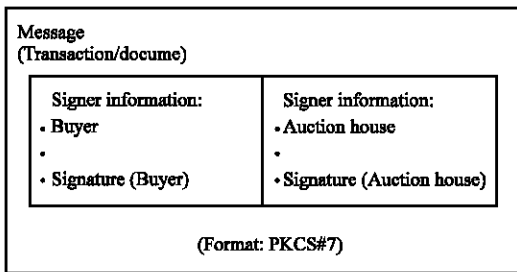 Message
(Transaction/docume)
Signer information:
• Buyer
•
• Signature (Buyer)
Signer information:
• Auction house
•
• Signature (Auction house)
(Format: PKCS#7)